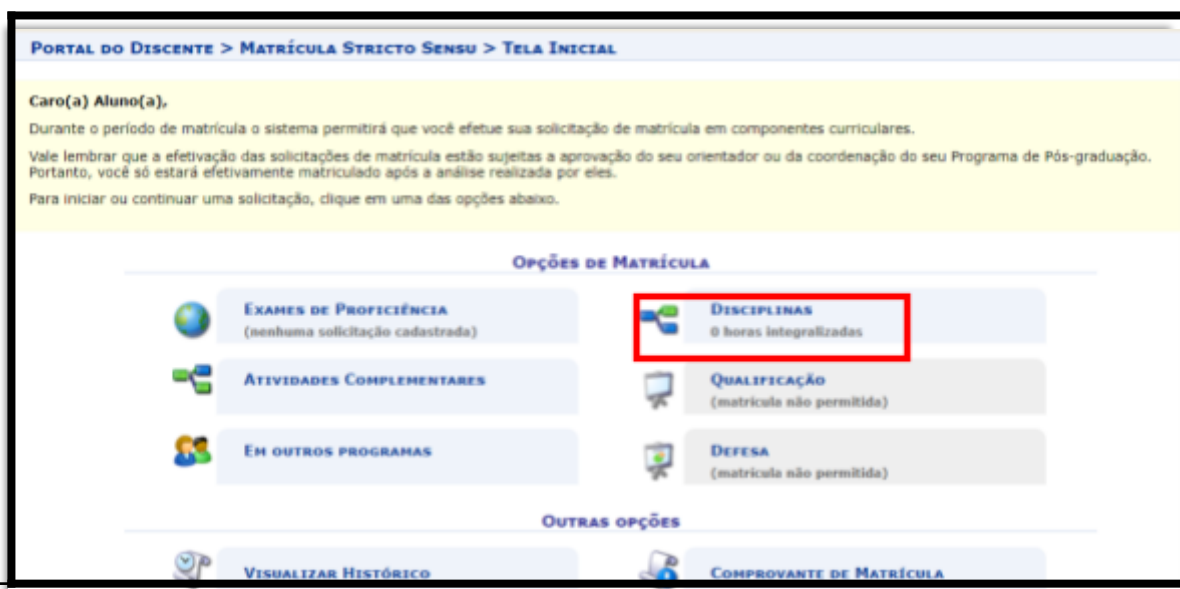 PORTAL DO DISCENTE > MATRÍCULA STRICTO SENSU > TELA INICIAL
Caro(a) Aluno(a),
Durante o período de matrícula o sistema permitirá que você efetue sua solicitação de matrícula em componentes curriculares.
Vale lembrar que a efetivação das solicitações de matrícula estão sujeitas a aprovação do seu orientador ou da coordenação do seu Programa de Pós-graduação.
Portanto, você só estará efetivamente matriculado após a análise realizada por eles.
Para iniciar ou continuar uma solicitação, clique em uma das opções abaixo.
OPÇÕES DE MATRÍCULA
EXAMES DE PROFICIÊNCIA
(nenhuma solicitação cadastrada)
DISCIPLINAS
0 horas integralizadas
ATIVIDADES COMPLEMENTARES
QUALIFICAÇÃO
(matrícula não permitida)
EM OUTROS PROGRAMAS
DEFESA
(matrícula não permitida)
OUTRAS OPÇÕES
VISUALIZAR HISTÓRICO
COMPROVANTE DE MATRÍCULA